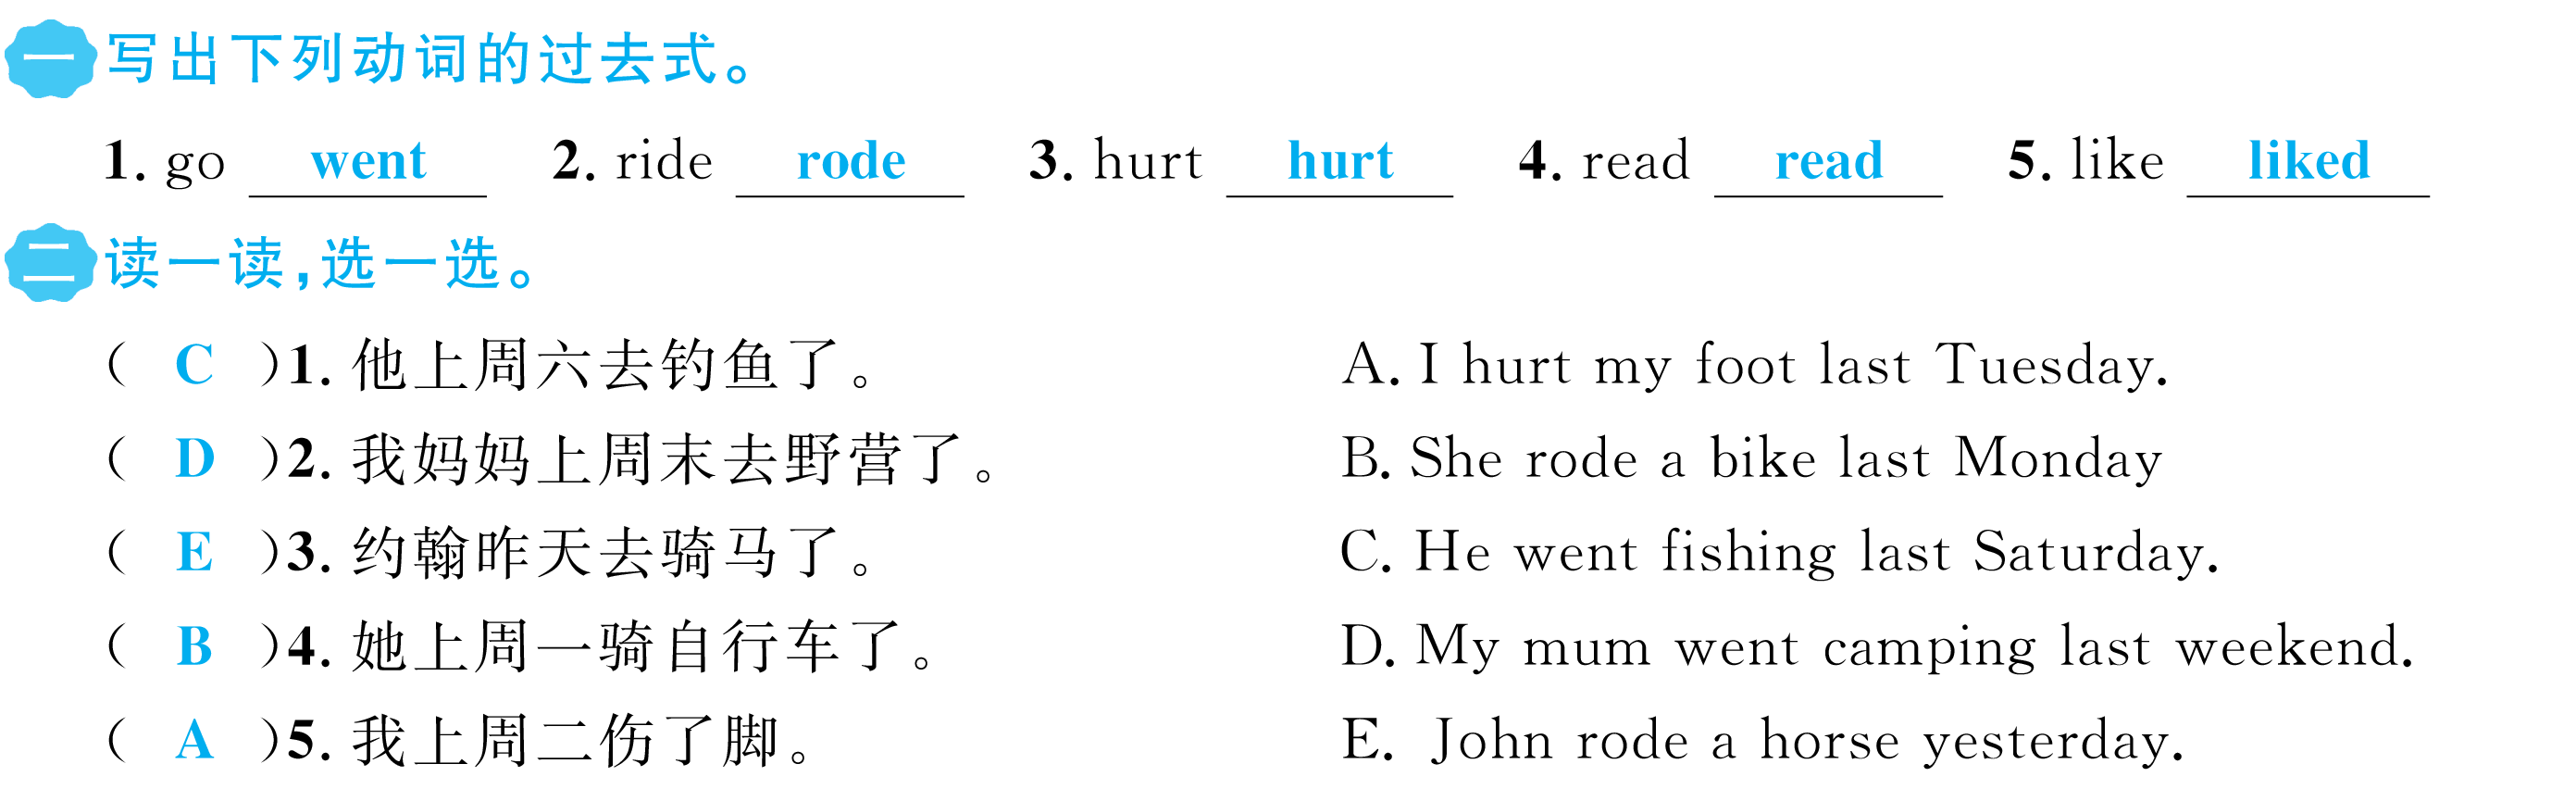 一 写出下列动词的过去式。
1. go went 2. ride rode 3. hurt hurt 4. read read 5. like liked
二 读一读,选一选。
( C )1. 他上周六去钓鱼了。 A. I hurt my foot last Tuesday.
( D )2. 我妈妈上周末去野营了。 B. She rode a bike last Monday
( E )3. 约翰昨天去骑马了。 C. He went fishing last Saturday.
( B )4. 她上周一骑自行车了。 D. My mum went camping last weekend.
( A )5. 我上周二伤了脚。 E. John rode a horse yesterday.